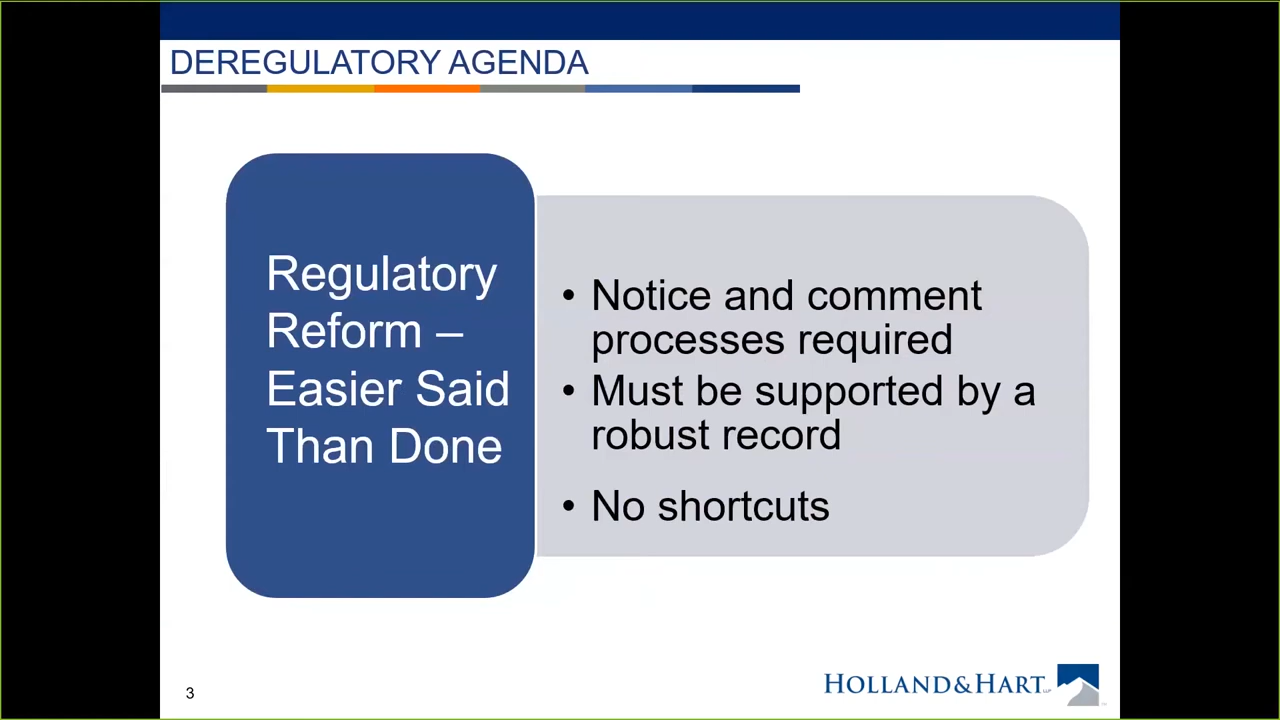 DEREGULATORY AGENDA
Regulatory
Reform –
Easier Said
Than Done
• Notice and comment
processes required
• Must be supported by a
robust record
• No shortcuts
3
HOLLAND&HART LLP